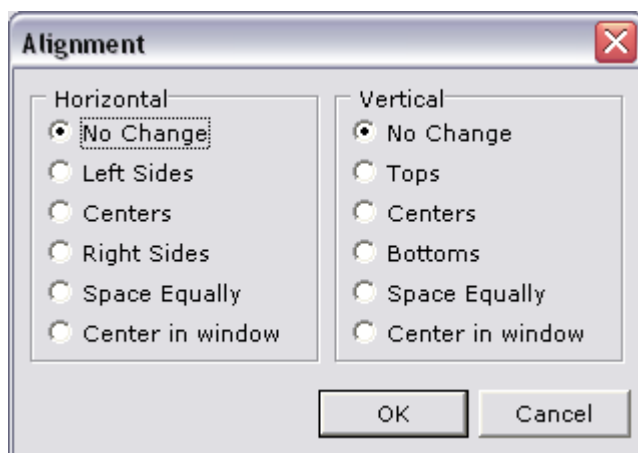 Alignment
Horizontal
No Change
Left Sides
Centers
Right Sides
Space Equally
Center in window
Vertical
No Change
Tops
Centers
Bottoms
Space Equally
Center in window
OK
Cancel